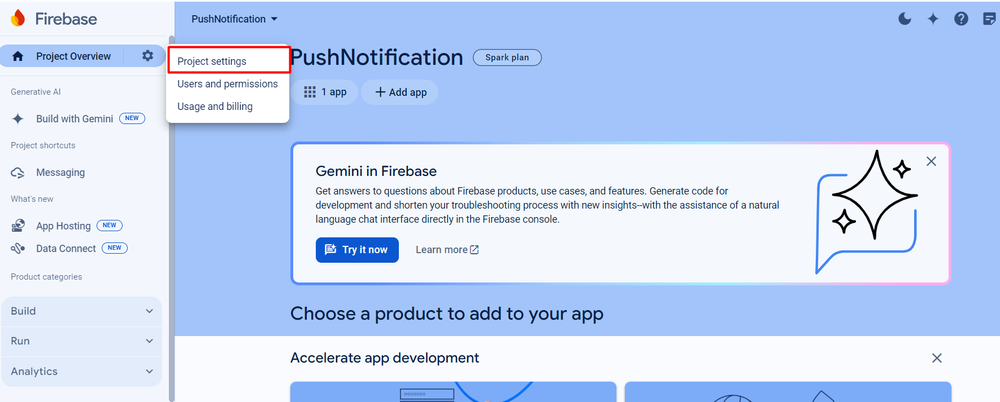 Firebase
PushNotification
Project Overview
Project settings
Users and permissions
Usage and billing
PushNotification
Spark plan
1 app
Add app
Generative AI
Build with Gemini NEW
Project shortcuts
Messaging
What's new
App Hosting NEW
Data Connect NEW
Product categories
Build
Run
Analytics
Gemini in Firebase
Get answers to questions about Firebase products, use cases, and features. Generate code for
development and shorten your troubleshooting process with new insights--with the assistance of a natural
language chat interface directly in the Firebase console.
Try it now
Learn more
Choose a product to add to your app
Accelerate app development